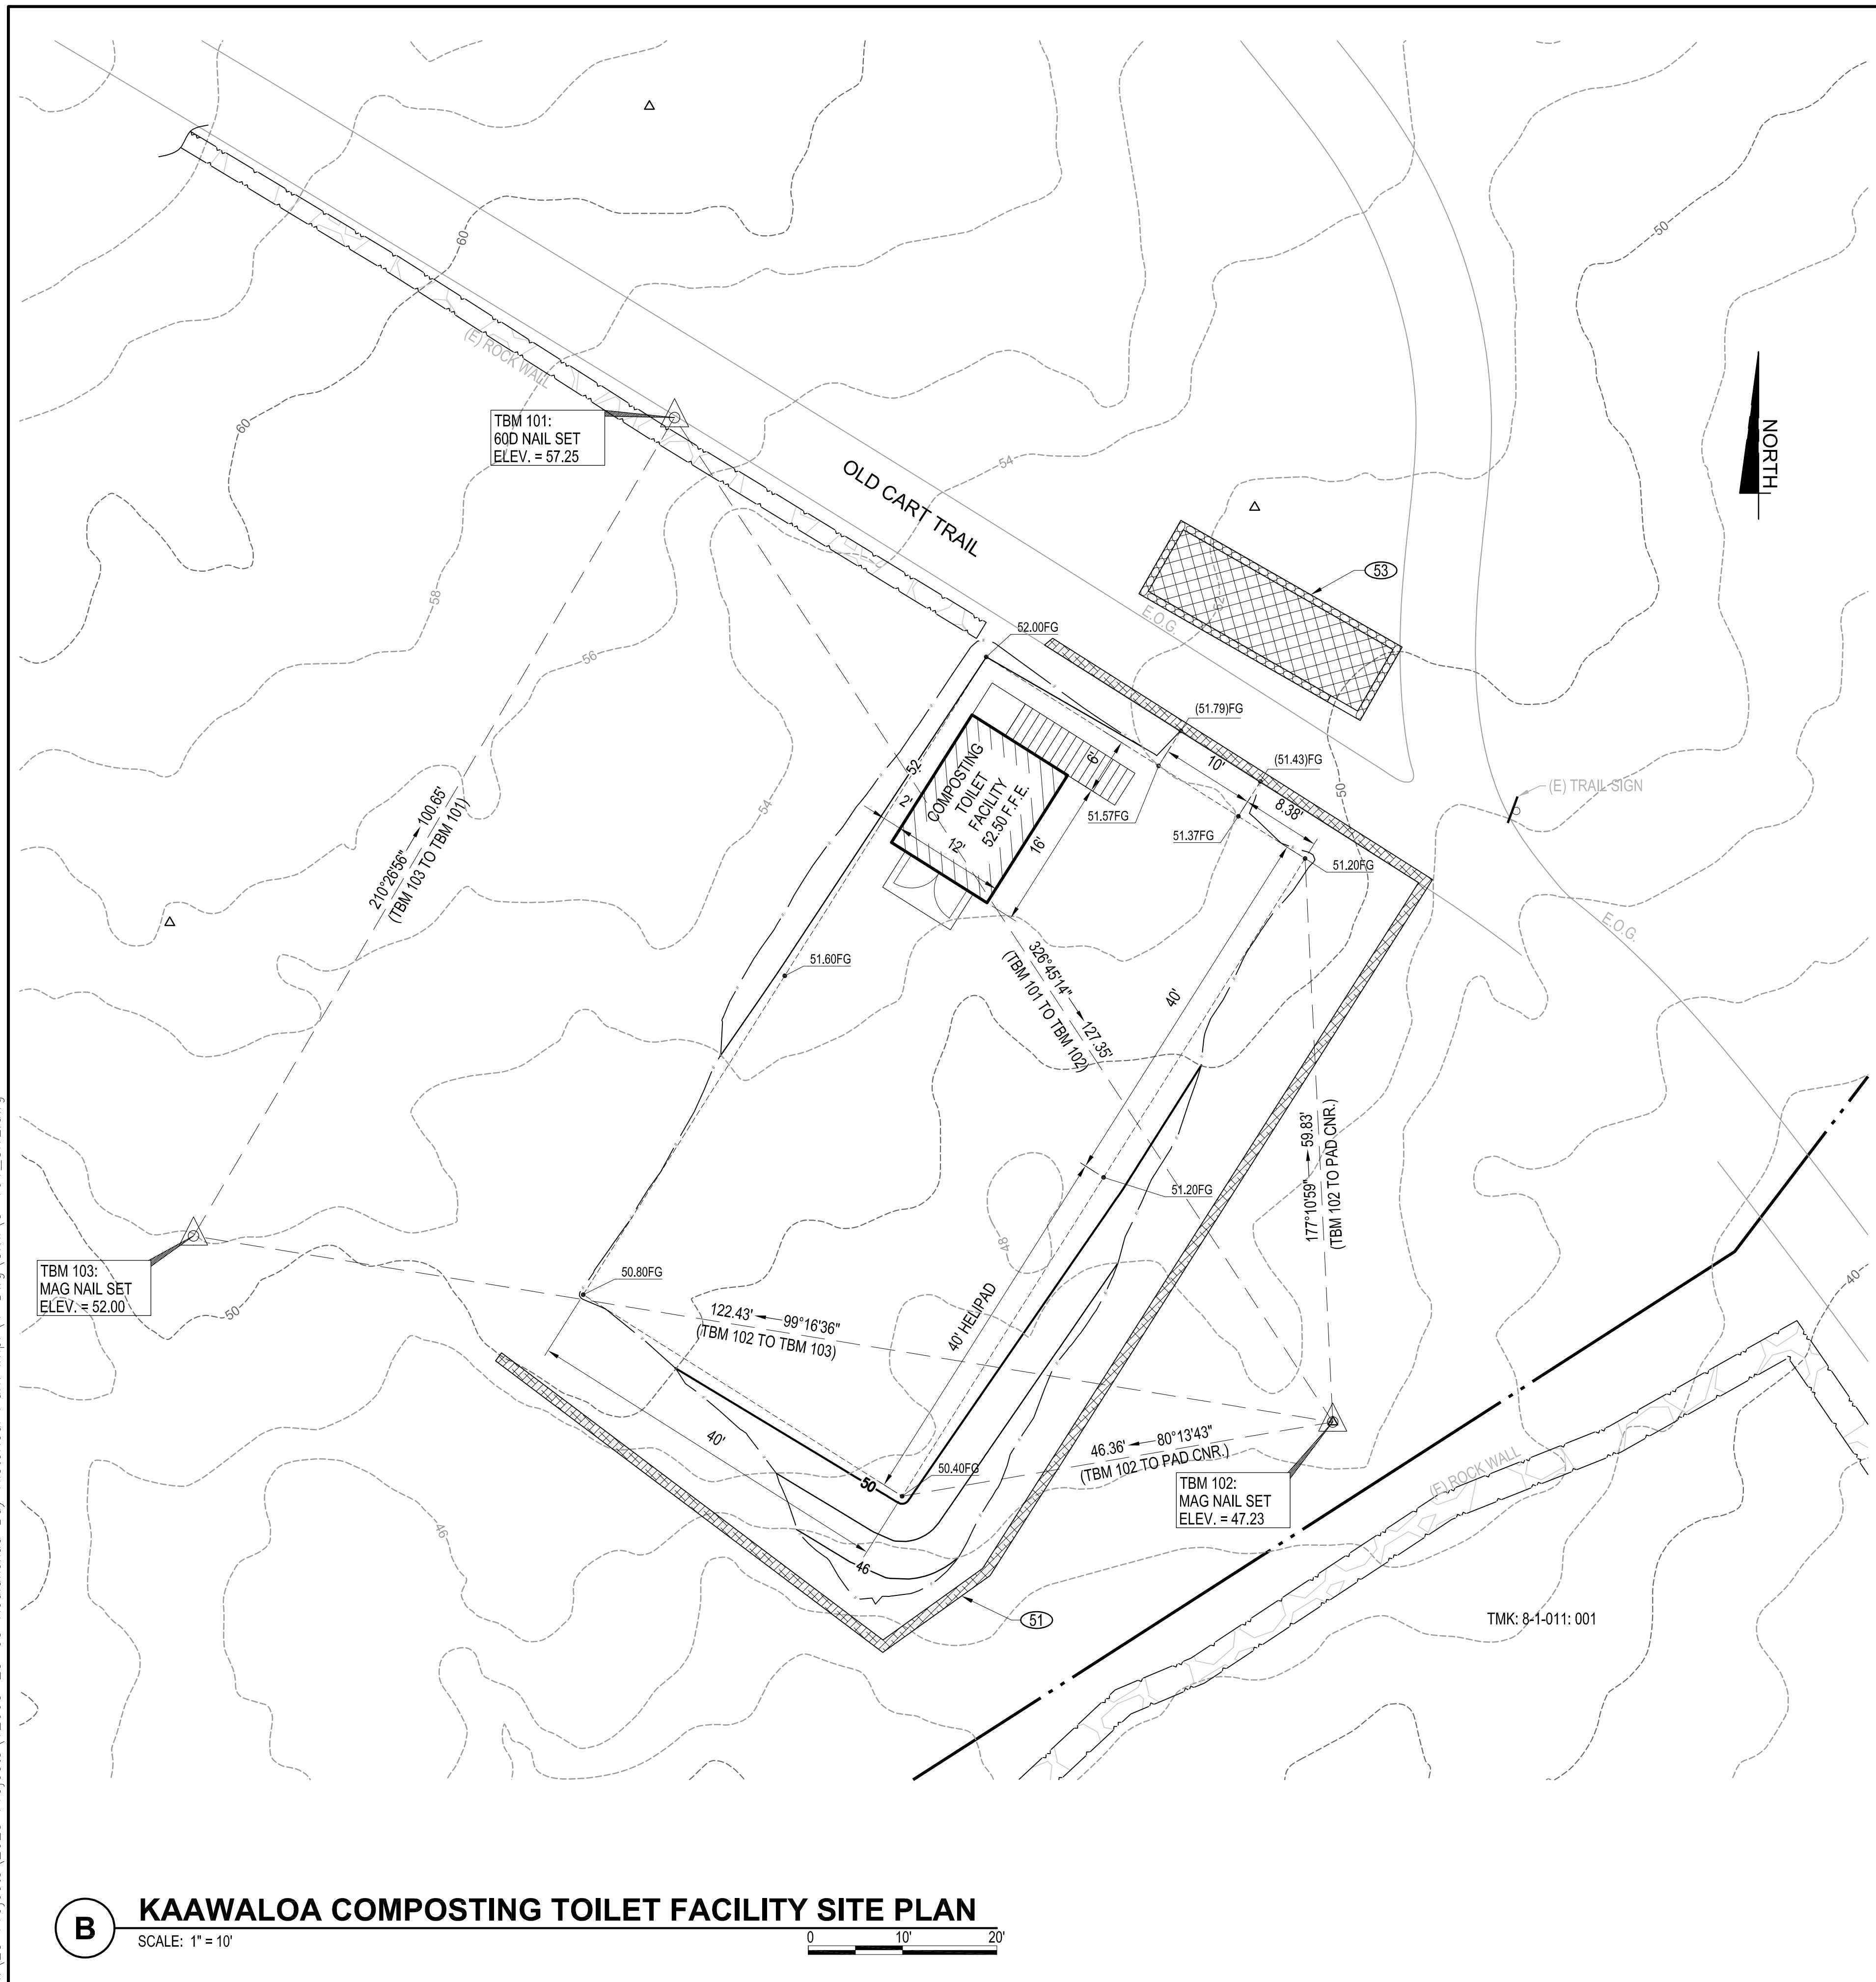 60
60
58
56
54
54
52
50
50
(E) ROCK WALL
TBM 101:
60D NAIL SET
ELEV. = 57.25
OLD CART TRAIL
NORTH
53
E.O.G.
52.00FG
(51.79)FG
(51.43)FG
52
COMPOSTING
TOILET
FACILITY
52.50 F.F.E.
2'
12'
6'
16'
10'
8.38'
51.57FG
51.37FG
51.20FG
(E) TRAIL SIGN
E.O.G.
210°26'56" 100.65'
(TBM 103 TO TBM 101)
51.60FG
326°45'14" 127.35'
(TBM 101 TO TBM 102)
40'
177°10'59" 59.83'
(TBM 102 TO PAD CNR.)
51.20FG
48
TBM 103:
MAG NAIL SET
ELEV. = 52.00
50
50.80FG
122.43' 99°16'36"
(TBM 102 TO TBM 103)
40' HELIPAD
40
40'
46.36' 80°13'43"
(TBM 102 TO PAD CNR.)
50
50.40FG
TBM 102:
MAG NAIL SET
ELEV. = 47.23
(E) ROCK WALL
46
46
51
TMK: 8-1-011: 001
B
KAAWALOA COMPOSTING TOILET FACILITY SITE PLAN
SCALE: 1" = 10'
0 10' 20'